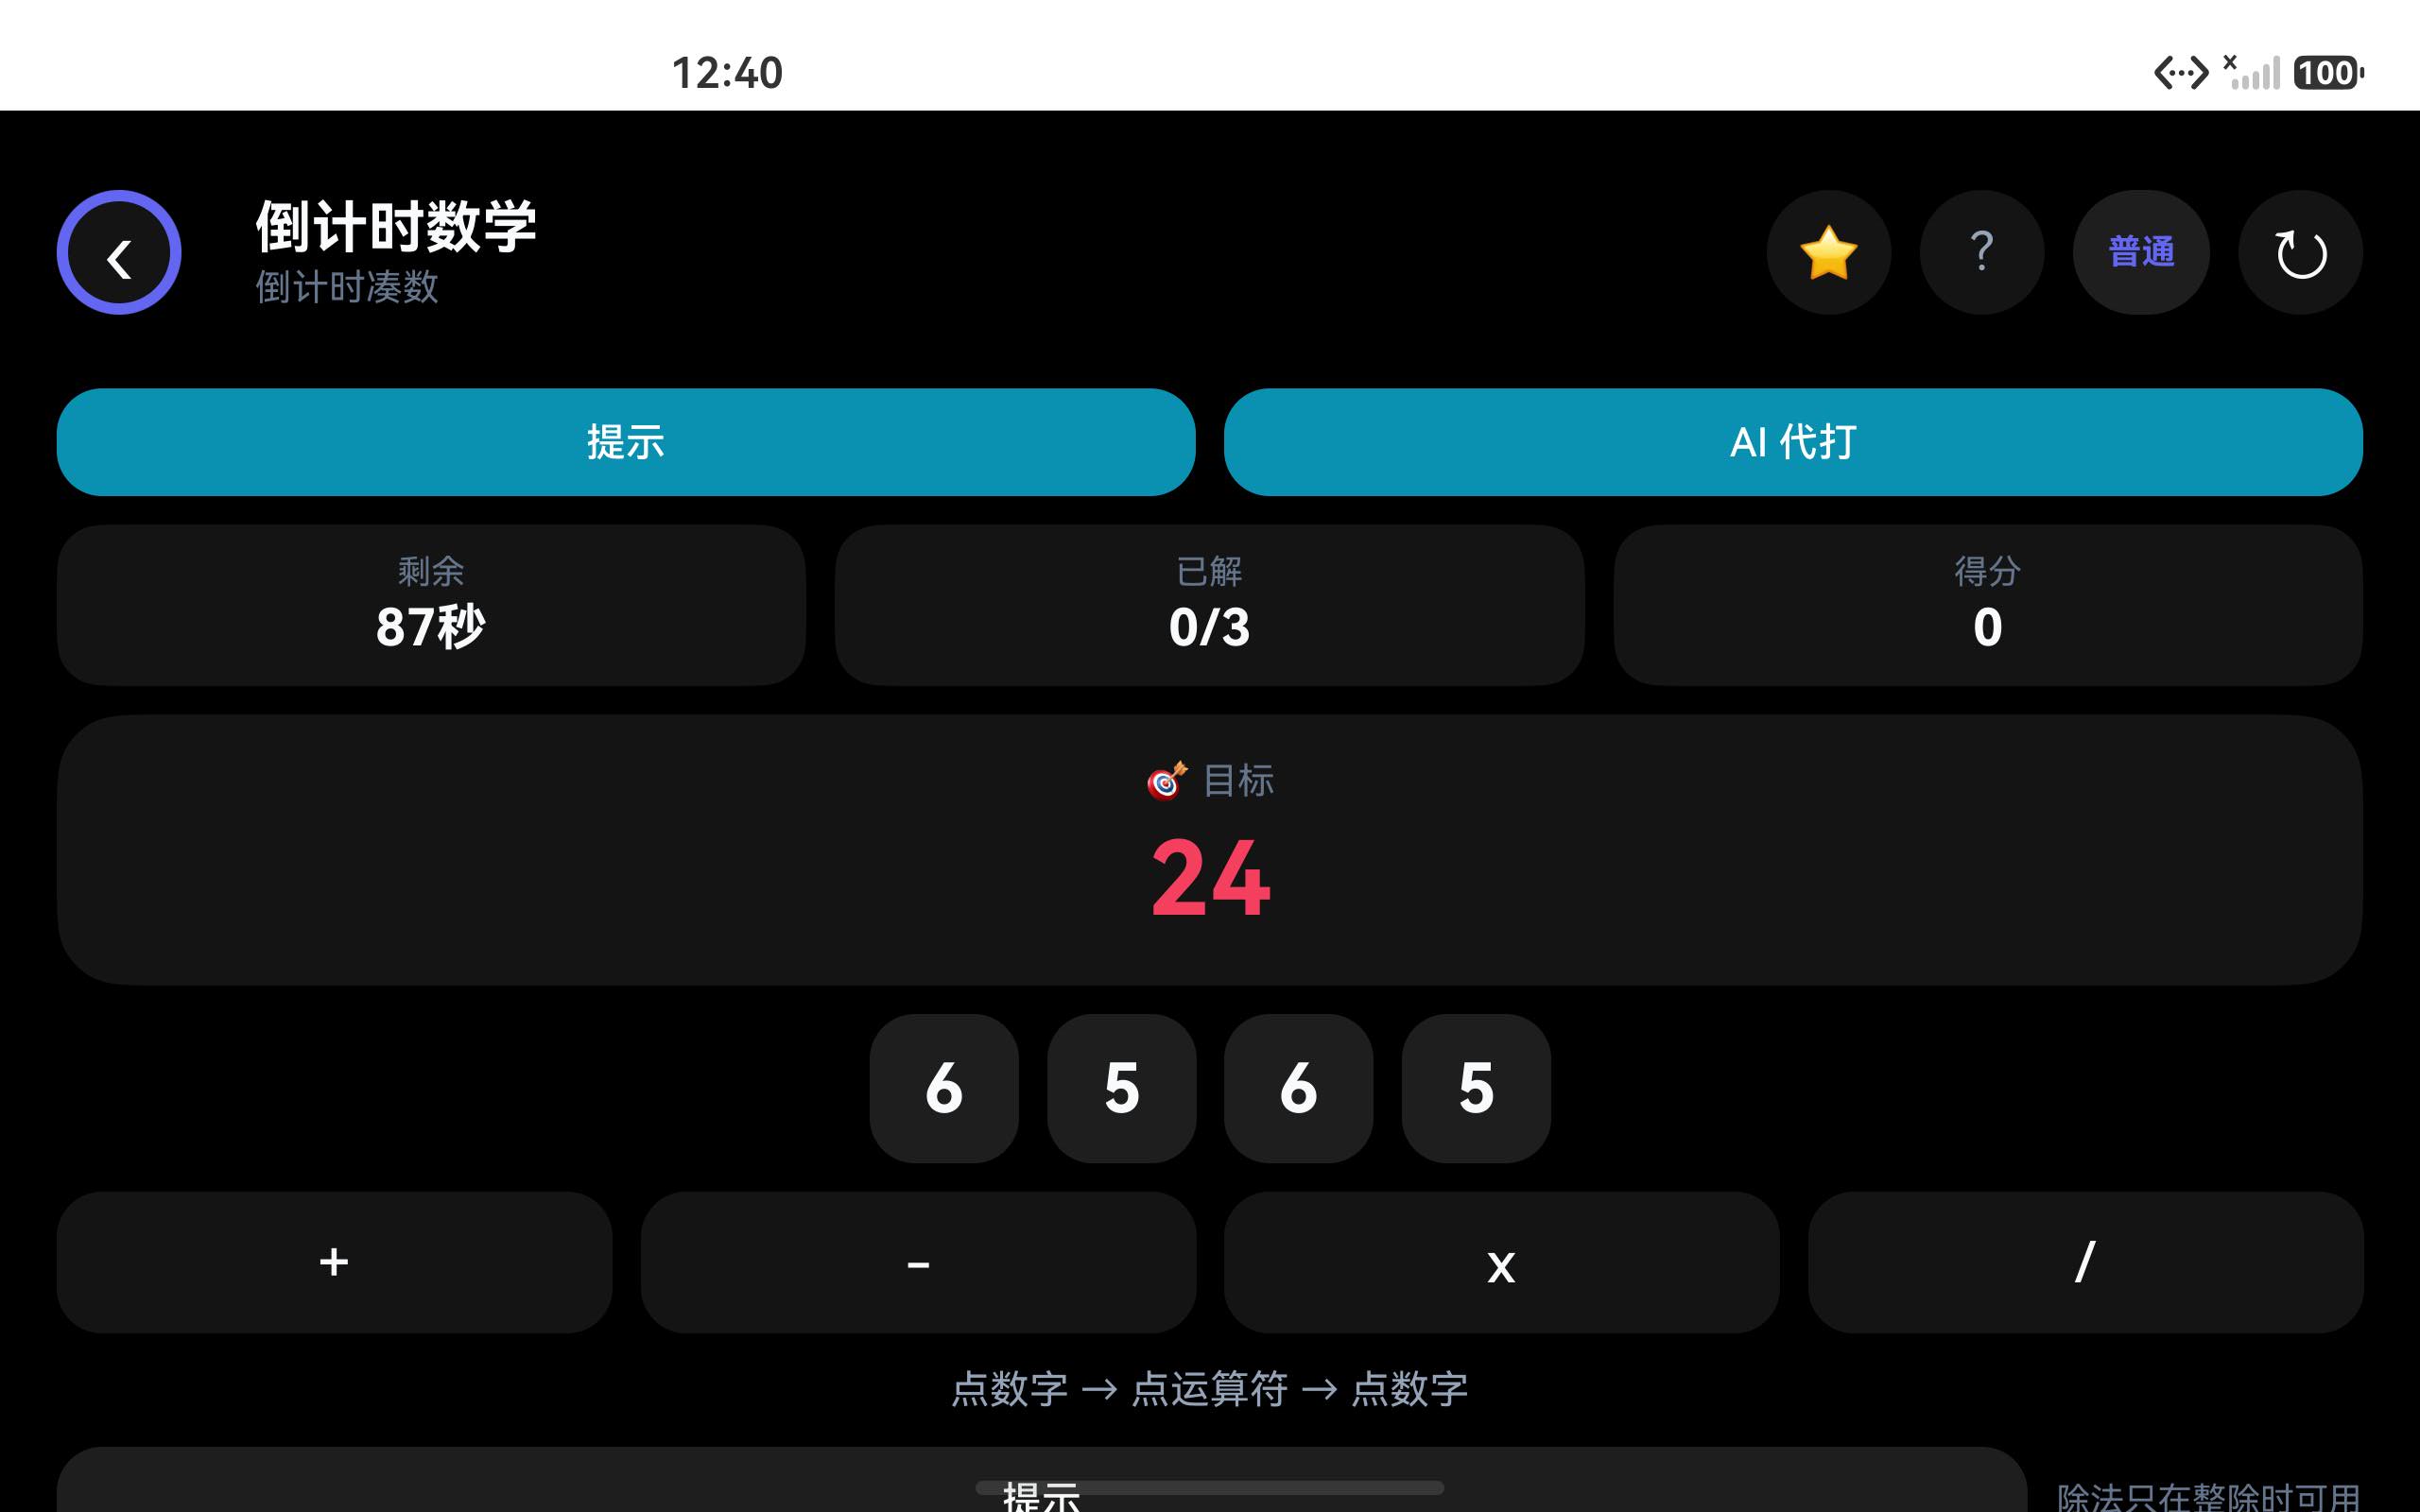 12:40
100
倒计时数学
倒计时凑数
?
普通
提示
AI 代打
剩余
87秒
已解
0/3
得分
0
目标
24
6 5 6 5
+ - x /
点数字 → 点运算符 → 点数字
提示
除法只在整除时可用